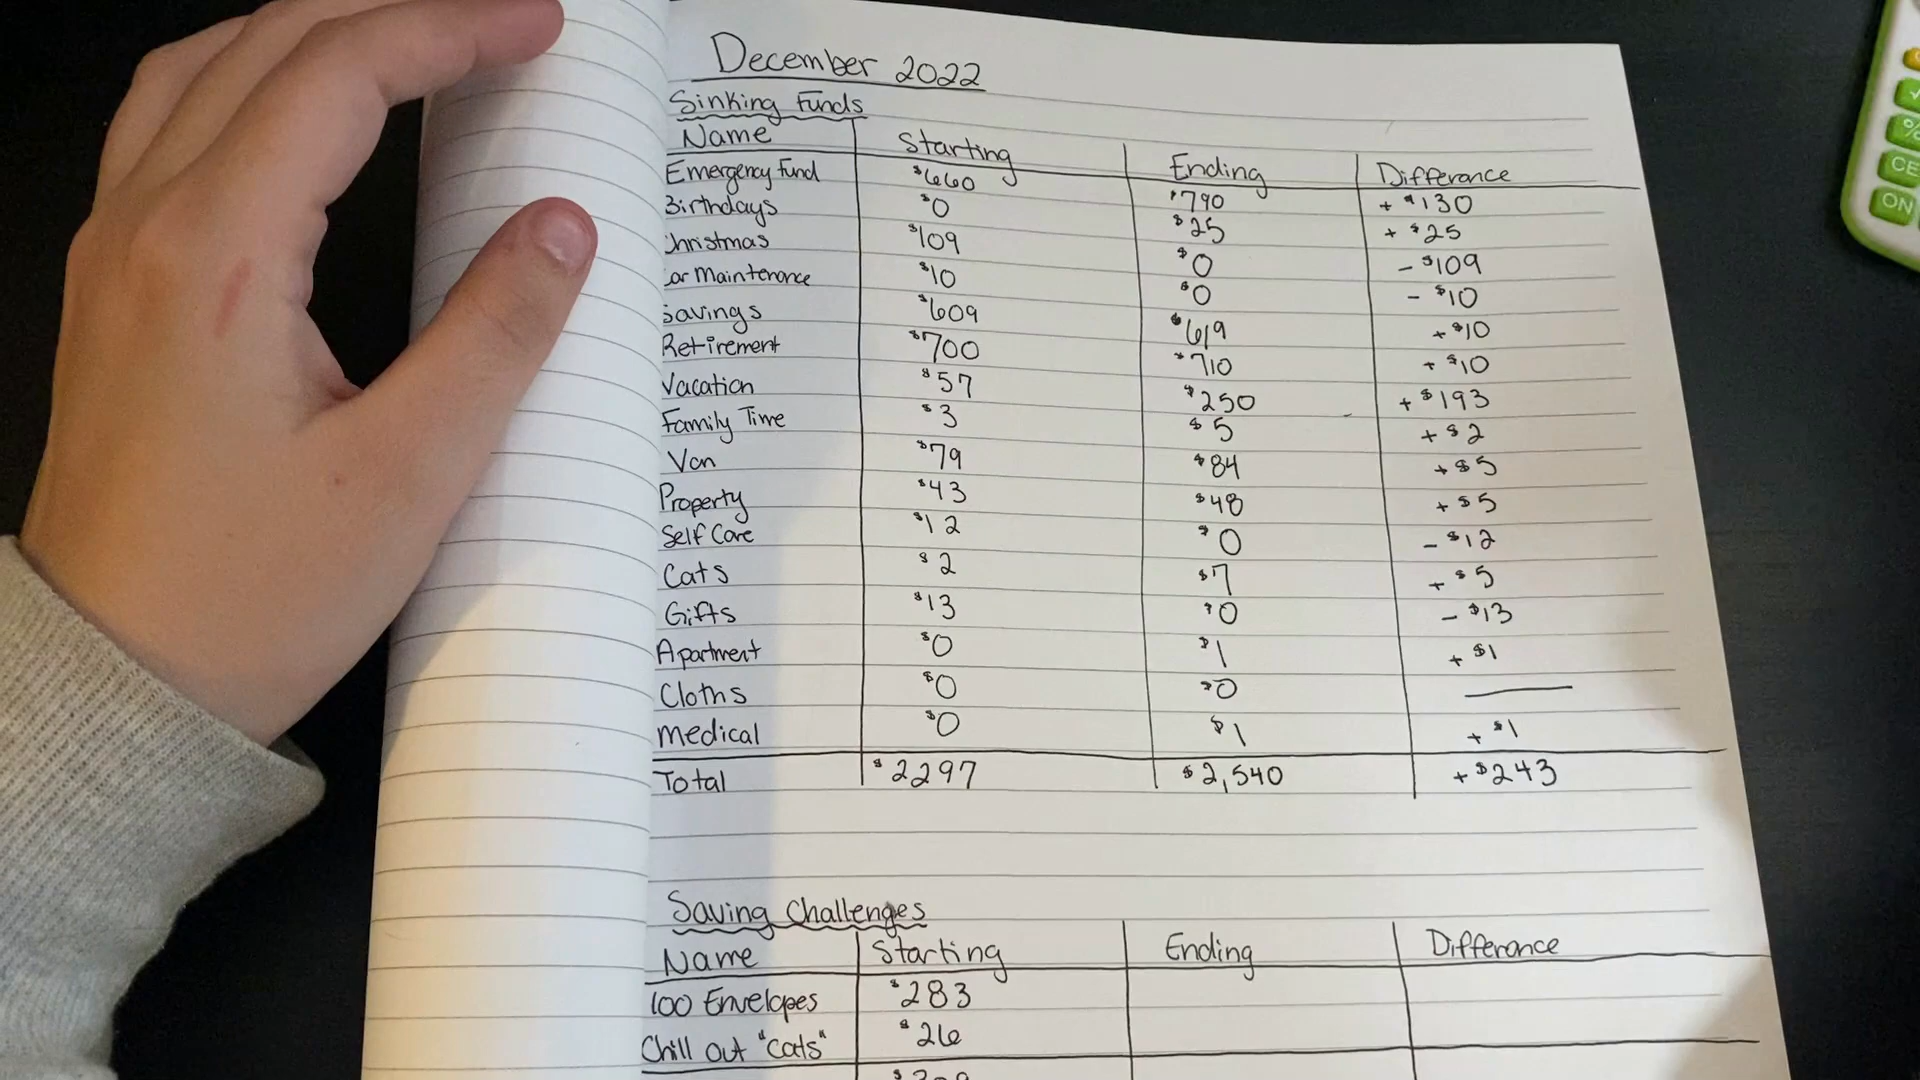 December 2022
Sinking Funds
Name Starting Ending Difference
Emergency Fund $660 $790 + $130
Birthdays $0 $25 + $25
Christmas $109 $0 - $109
Car Maintenance $10 $0 - $10
Savings $609 $619 + $10
Retirement $700 $710 + $10
Vacation $57 $250 + $193
Family Time $3 $5 + $2
Van $79 $84 + $5
Property $43 $48 + $5
Self Care $12 $0 - $12
Cats $2 $7 + $5
Gifts $13 $0 - $13
Apartment $0 $1 + $1
Cloths $0 $0 —
Medical $0 $1 + $1
Total $2297 $2,540 + $243
Saving Challenges
Name Starting Ending Difference
100 Envelopes $283
Chill out "Cats" $26
%
CE
ON